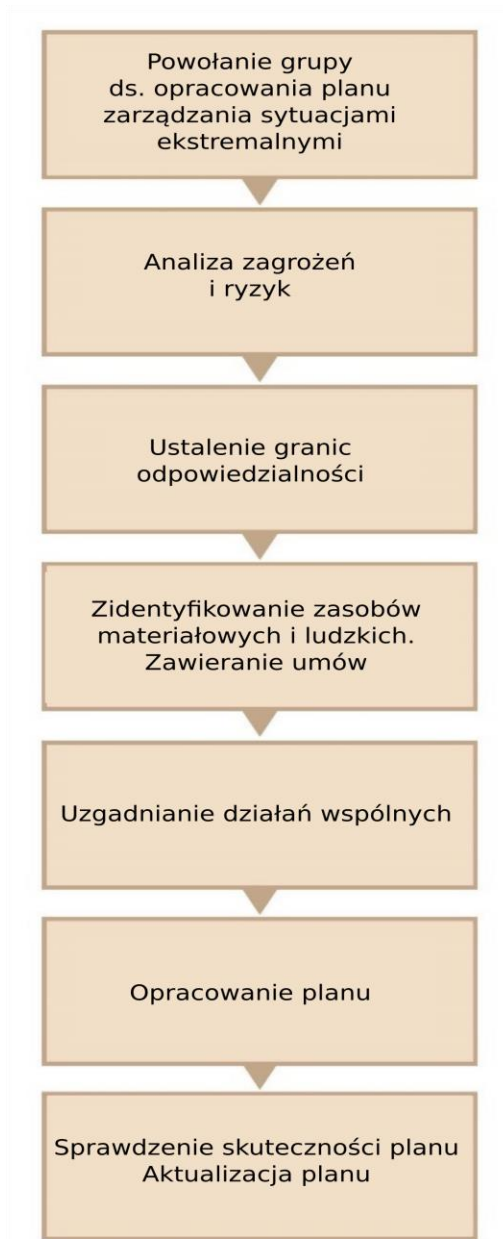 Powołanie grupy
ds. opracowania planu
zarządzania sytuacjami
ekstremalnymi
Analiza zagrożeń
i ryzyk
Ustalenie granic
odpowiedzialności
Zidentyfikowanie zasobów
materiałowych i ludzkich.
Zawieranie umów
Uzgadnianie działań wspólnych
Opracowanie planu
Sprawdzenie skuteczności planu
Aktualizacja planu